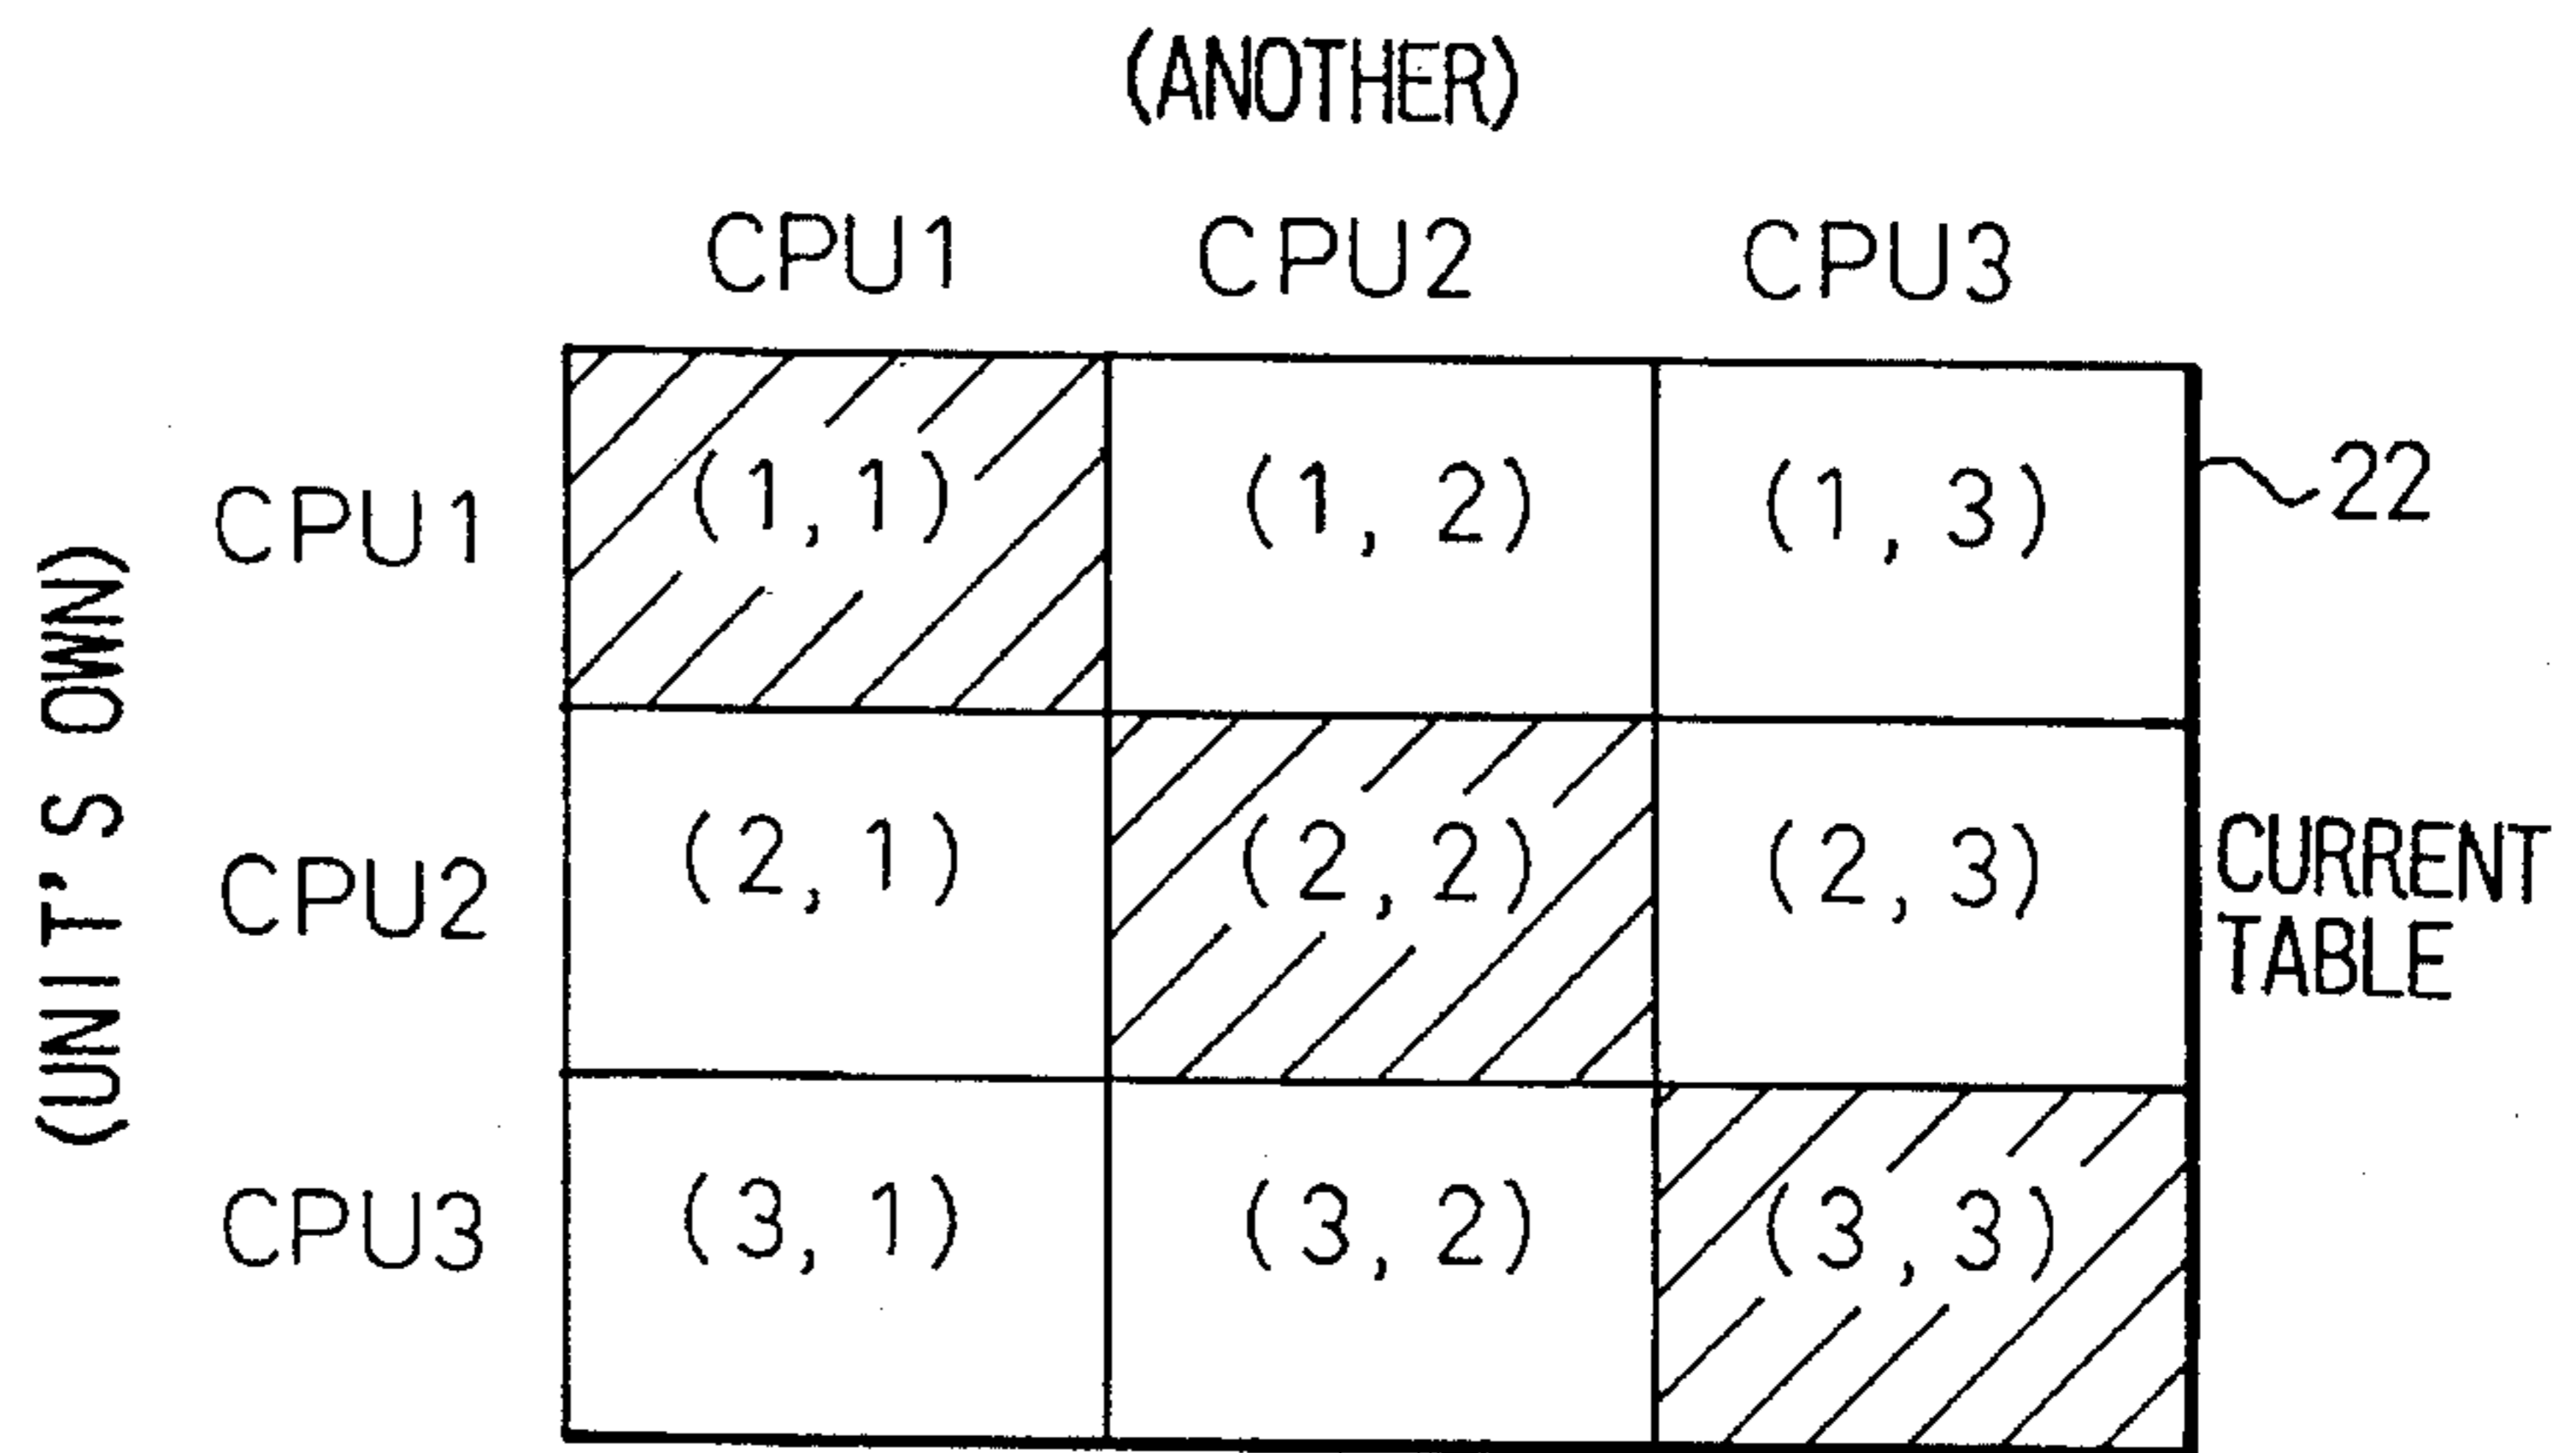 (ANOTHER)
CPU1 CPU2 CPU3
(UNIT'S OWN)
CPU1 (1,1) (1,2) (1,3) 22
CPU2 (2,1) (2,2) (2,3) CURRENT
TABLE
CPU3 (3,1) (3,2) (3,3)